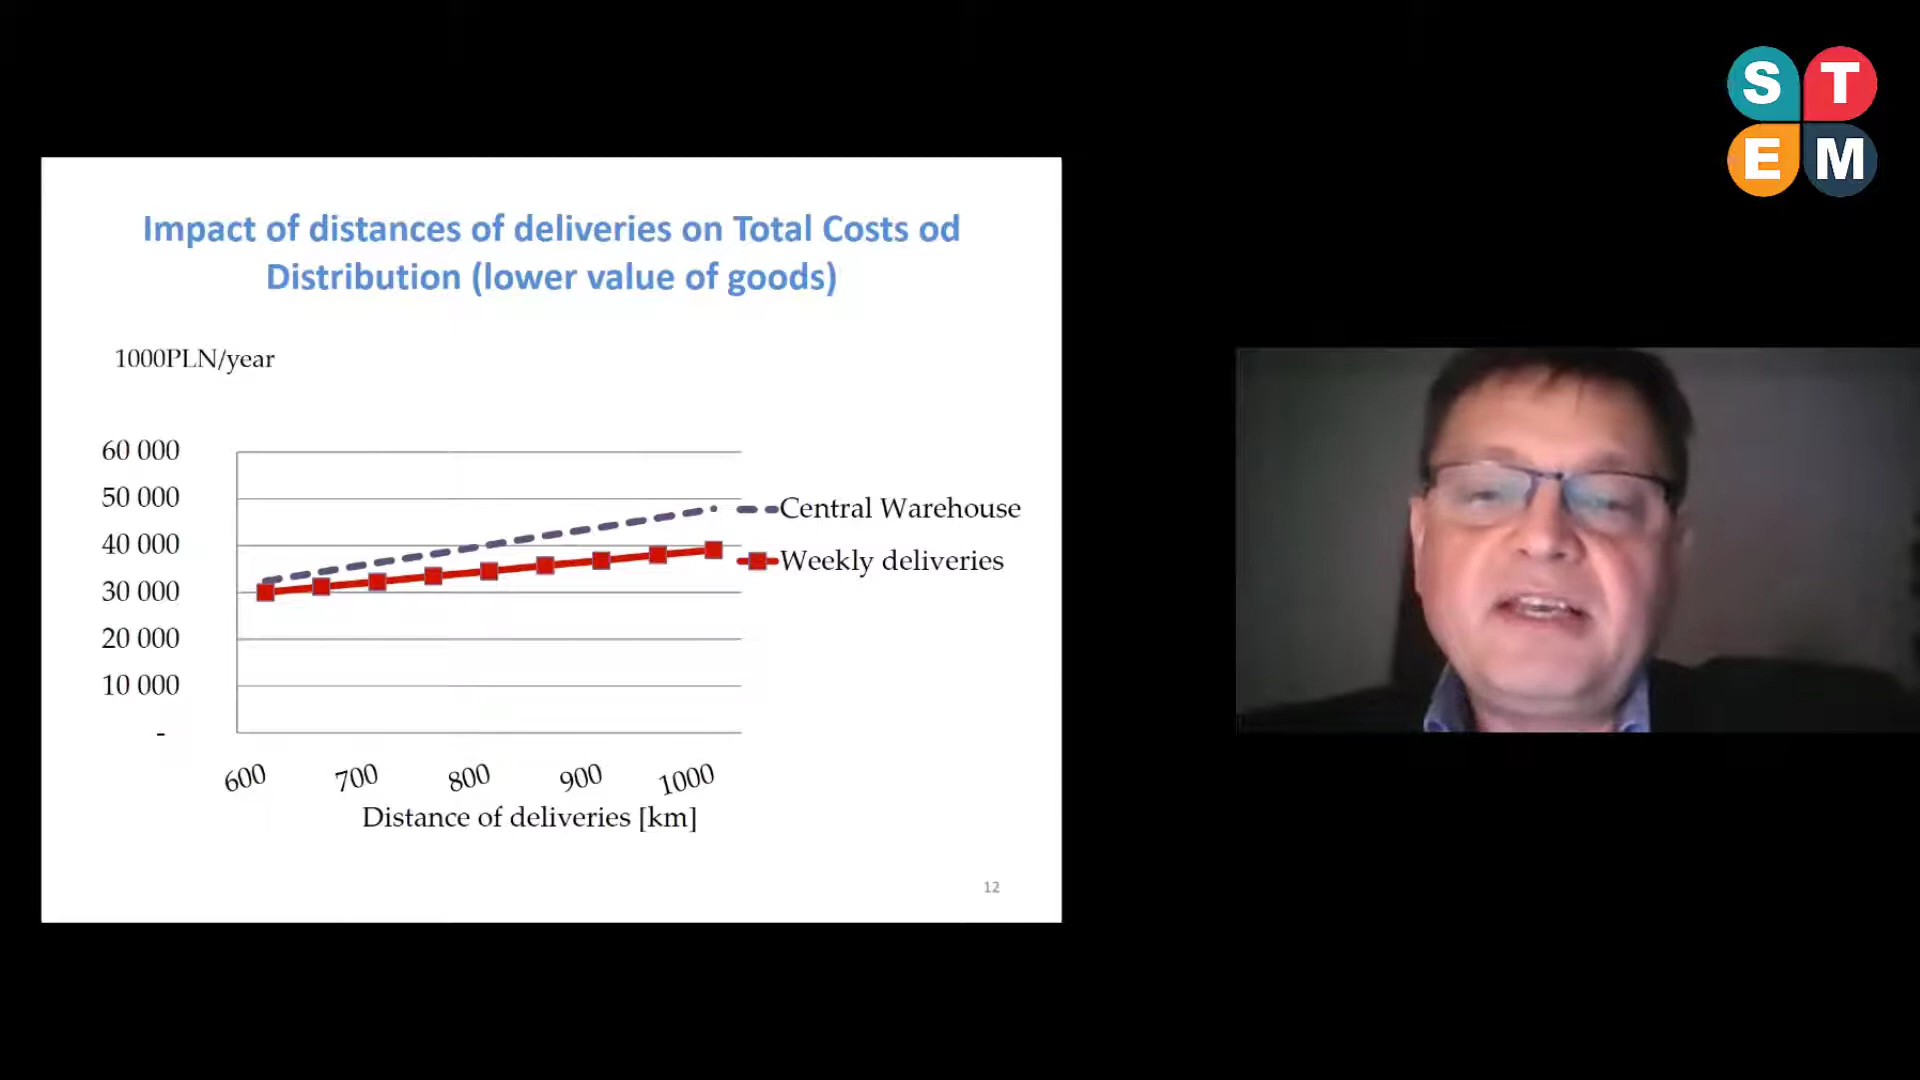 S T
E M
Impact of distances of deliveries on Total Costs od
Distribution (lower value of goods)
1000PLN/year
60 000
50 000
40 000
30 000
20 000
10 000
-
Central Warehouse
Weekly deliveries
600 700 800 900 1000
Distance of deliveries [km]
12